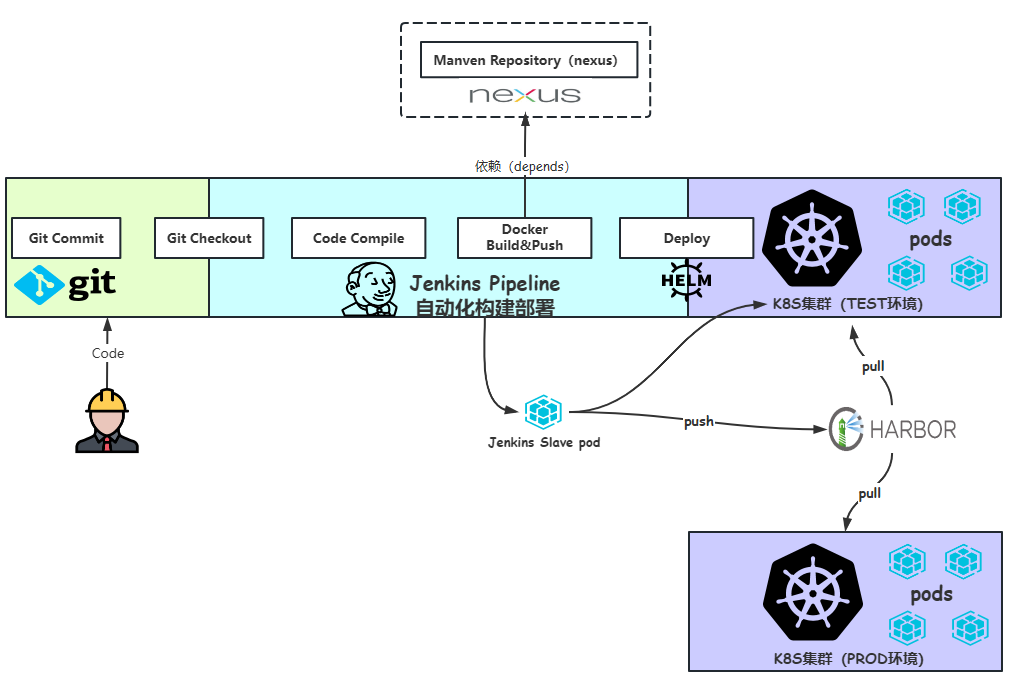 Manven Repository（nexus）
nexus
依赖（depends）
Git Commit
Git Checkout
Code Compile
Docker
Build&Push
Deploy
git
Jenkins Pipeline
自动化构建部署
HELM
pods
K8S集群（TEST环境）
Code
pull
Jenkins Slave pod
push
HARBOR
pull
pods
K8S集群（PROD环境）